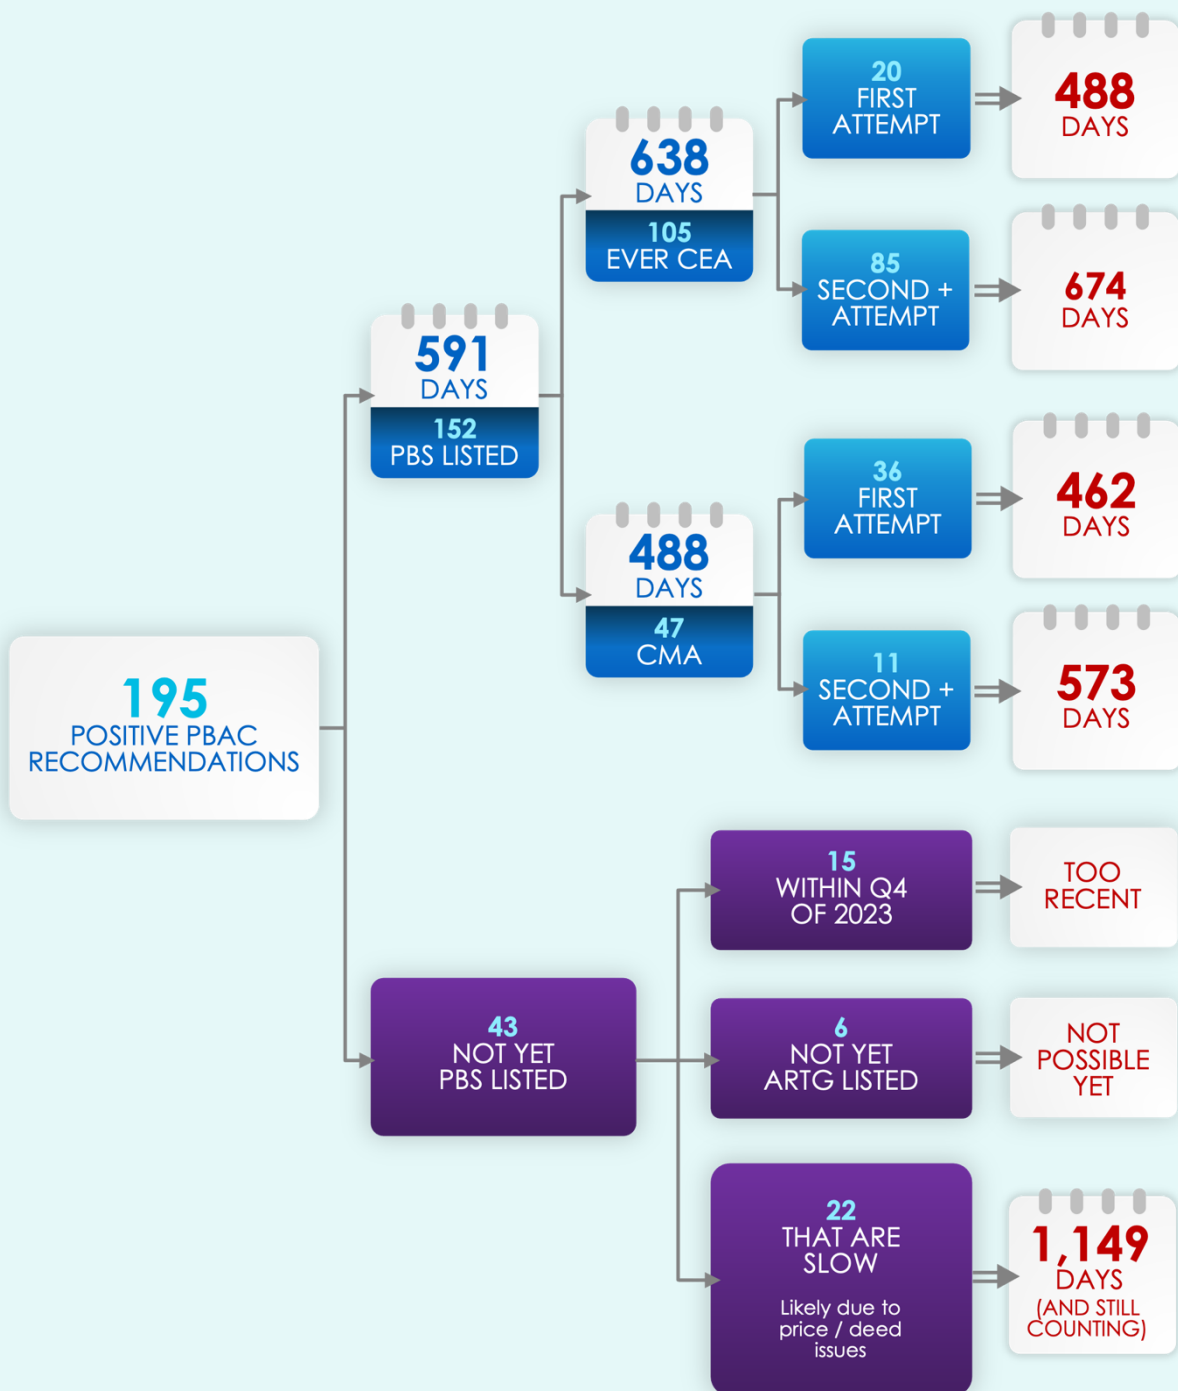 195
POSITIVE PBAC
RECOMMENDATIONS
591
DAYS
152
PBS LISTED
638
DAYS
105
EVER CEA
20
FIRST
ATTEMPT
488
DAYS
85
SECOND +
ATTEMPT
674
DAYS
488
DAYS
47
CMA
36
FIRST
ATTEMPT
462
DAYS
11
SECOND +
ATTEMPT
573
DAYS
43
NOT YET
PBS LISTED
15
WITHIN Q4
OF 2023
TOO
RECENT
6
NOT YET
ARTG LISTED
NOT
POSSIBLE
YET
22
THAT ARE
SLOW
Likely due to
price / deed
issues
1,149
DAYS
(AND STILL
COUNTING)